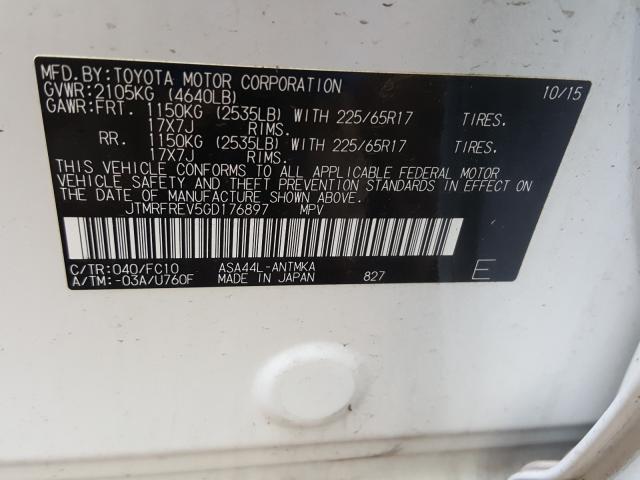 MFD.BY:TOYOTA MOTOR CORPORATION 10/15
GVWR:2105KG (4640LB)
GAWR:FRT. 1150KG (2535LB) WITH 225/65R17 TIRES.
17X7J RIMS.
RR. 1150KG (2535LB) WITH 225/65R17 TIRES.
17X7J RIMS.
THIS VEHICLE CONFORMS TO ALL APPLICABLE FEDERAL MOTOR
VEHICLE SAFETY AND THEFT PREVENTION STANDARDS IN EFFECT ON
THE DATE OF MANUFACTURE SHOWN ABOVE.
JTMRFREV5GD176897 MPV
C/TR:040/FC10 ASA44L-ANTMKA
A/TM:-03A/U760F MADE IN JAPAN 827 E